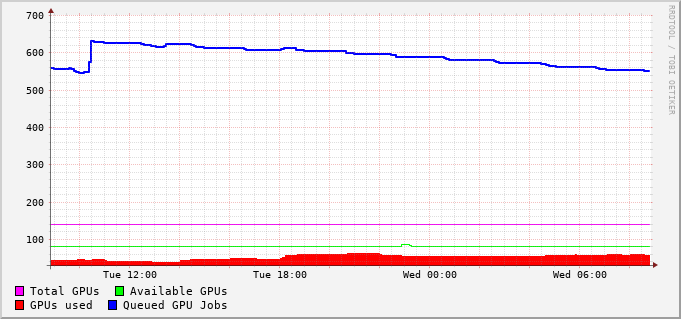 700
600
500
400
300
200
100
Tue 12:00 Tue 18:00 Wed 00:00 Wed 06:00
Total GPUs Available GPUs
GPUs used Queued GPU Jobs
RRDTOOL / TOBI OETIKER